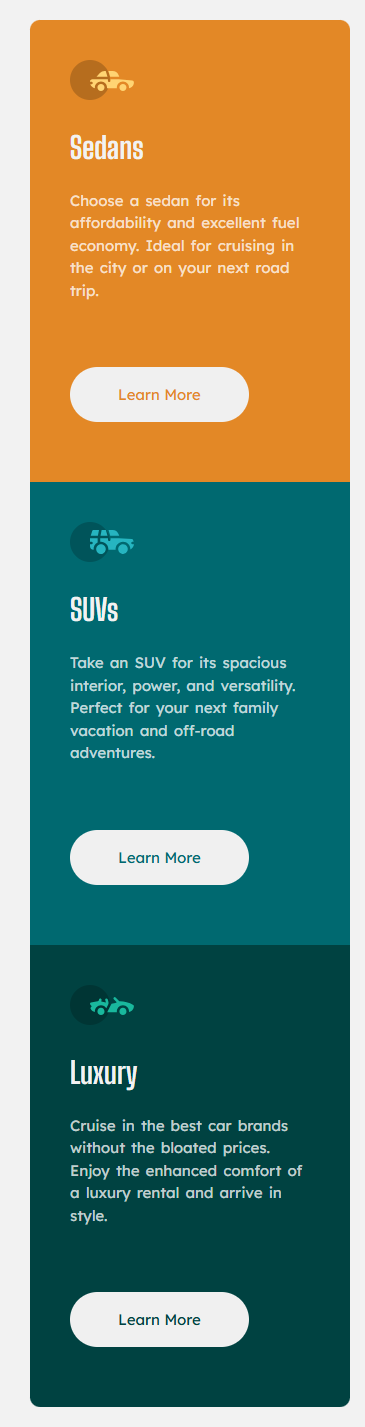 Sedans
Choose a sedan for its
affordability and excellent fuel
economy. Ideal for cruising in
the city or on your next road
trip.
Learn More
SUVs
Take an SUV for its spacious
interior, power, and versatility.
Perfect for your next family
vacation and off-road
adventures.
Learn More
Luxury
Cruise in the best car brands
without the bloated prices.
Enjoy the enhanced comfort of
a luxury rental and arrive in
style.
Learn More